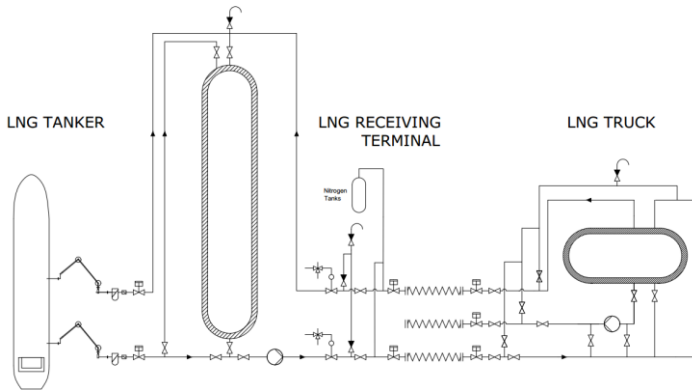 LNG TANKER
LNG RECEIVING
TERMINAL
LNG TRUCK
Nitrogen
Tanks